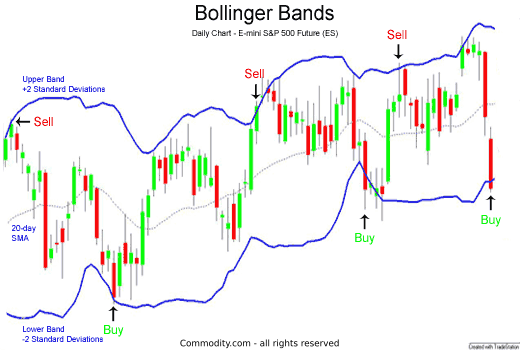 Bollinger Bands
Daily Chart - E-mini S&P 500 Future (ES)
Sell
Sell
Upper Band
+2 Standard Deviations
Sell
20-day
SMA
Buy
Buy
Lower Band
-2 Standard Deviations
Buy
Commodity.com - all rights reserved
Created with TradeStation